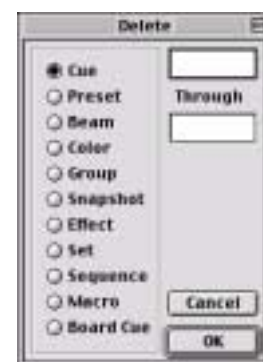 Delete
Cue
Preset
Through
Beam
Color
Group
Snapshot
Effect
Set
Sequence
Macro
Cancel
Board Cue
OK